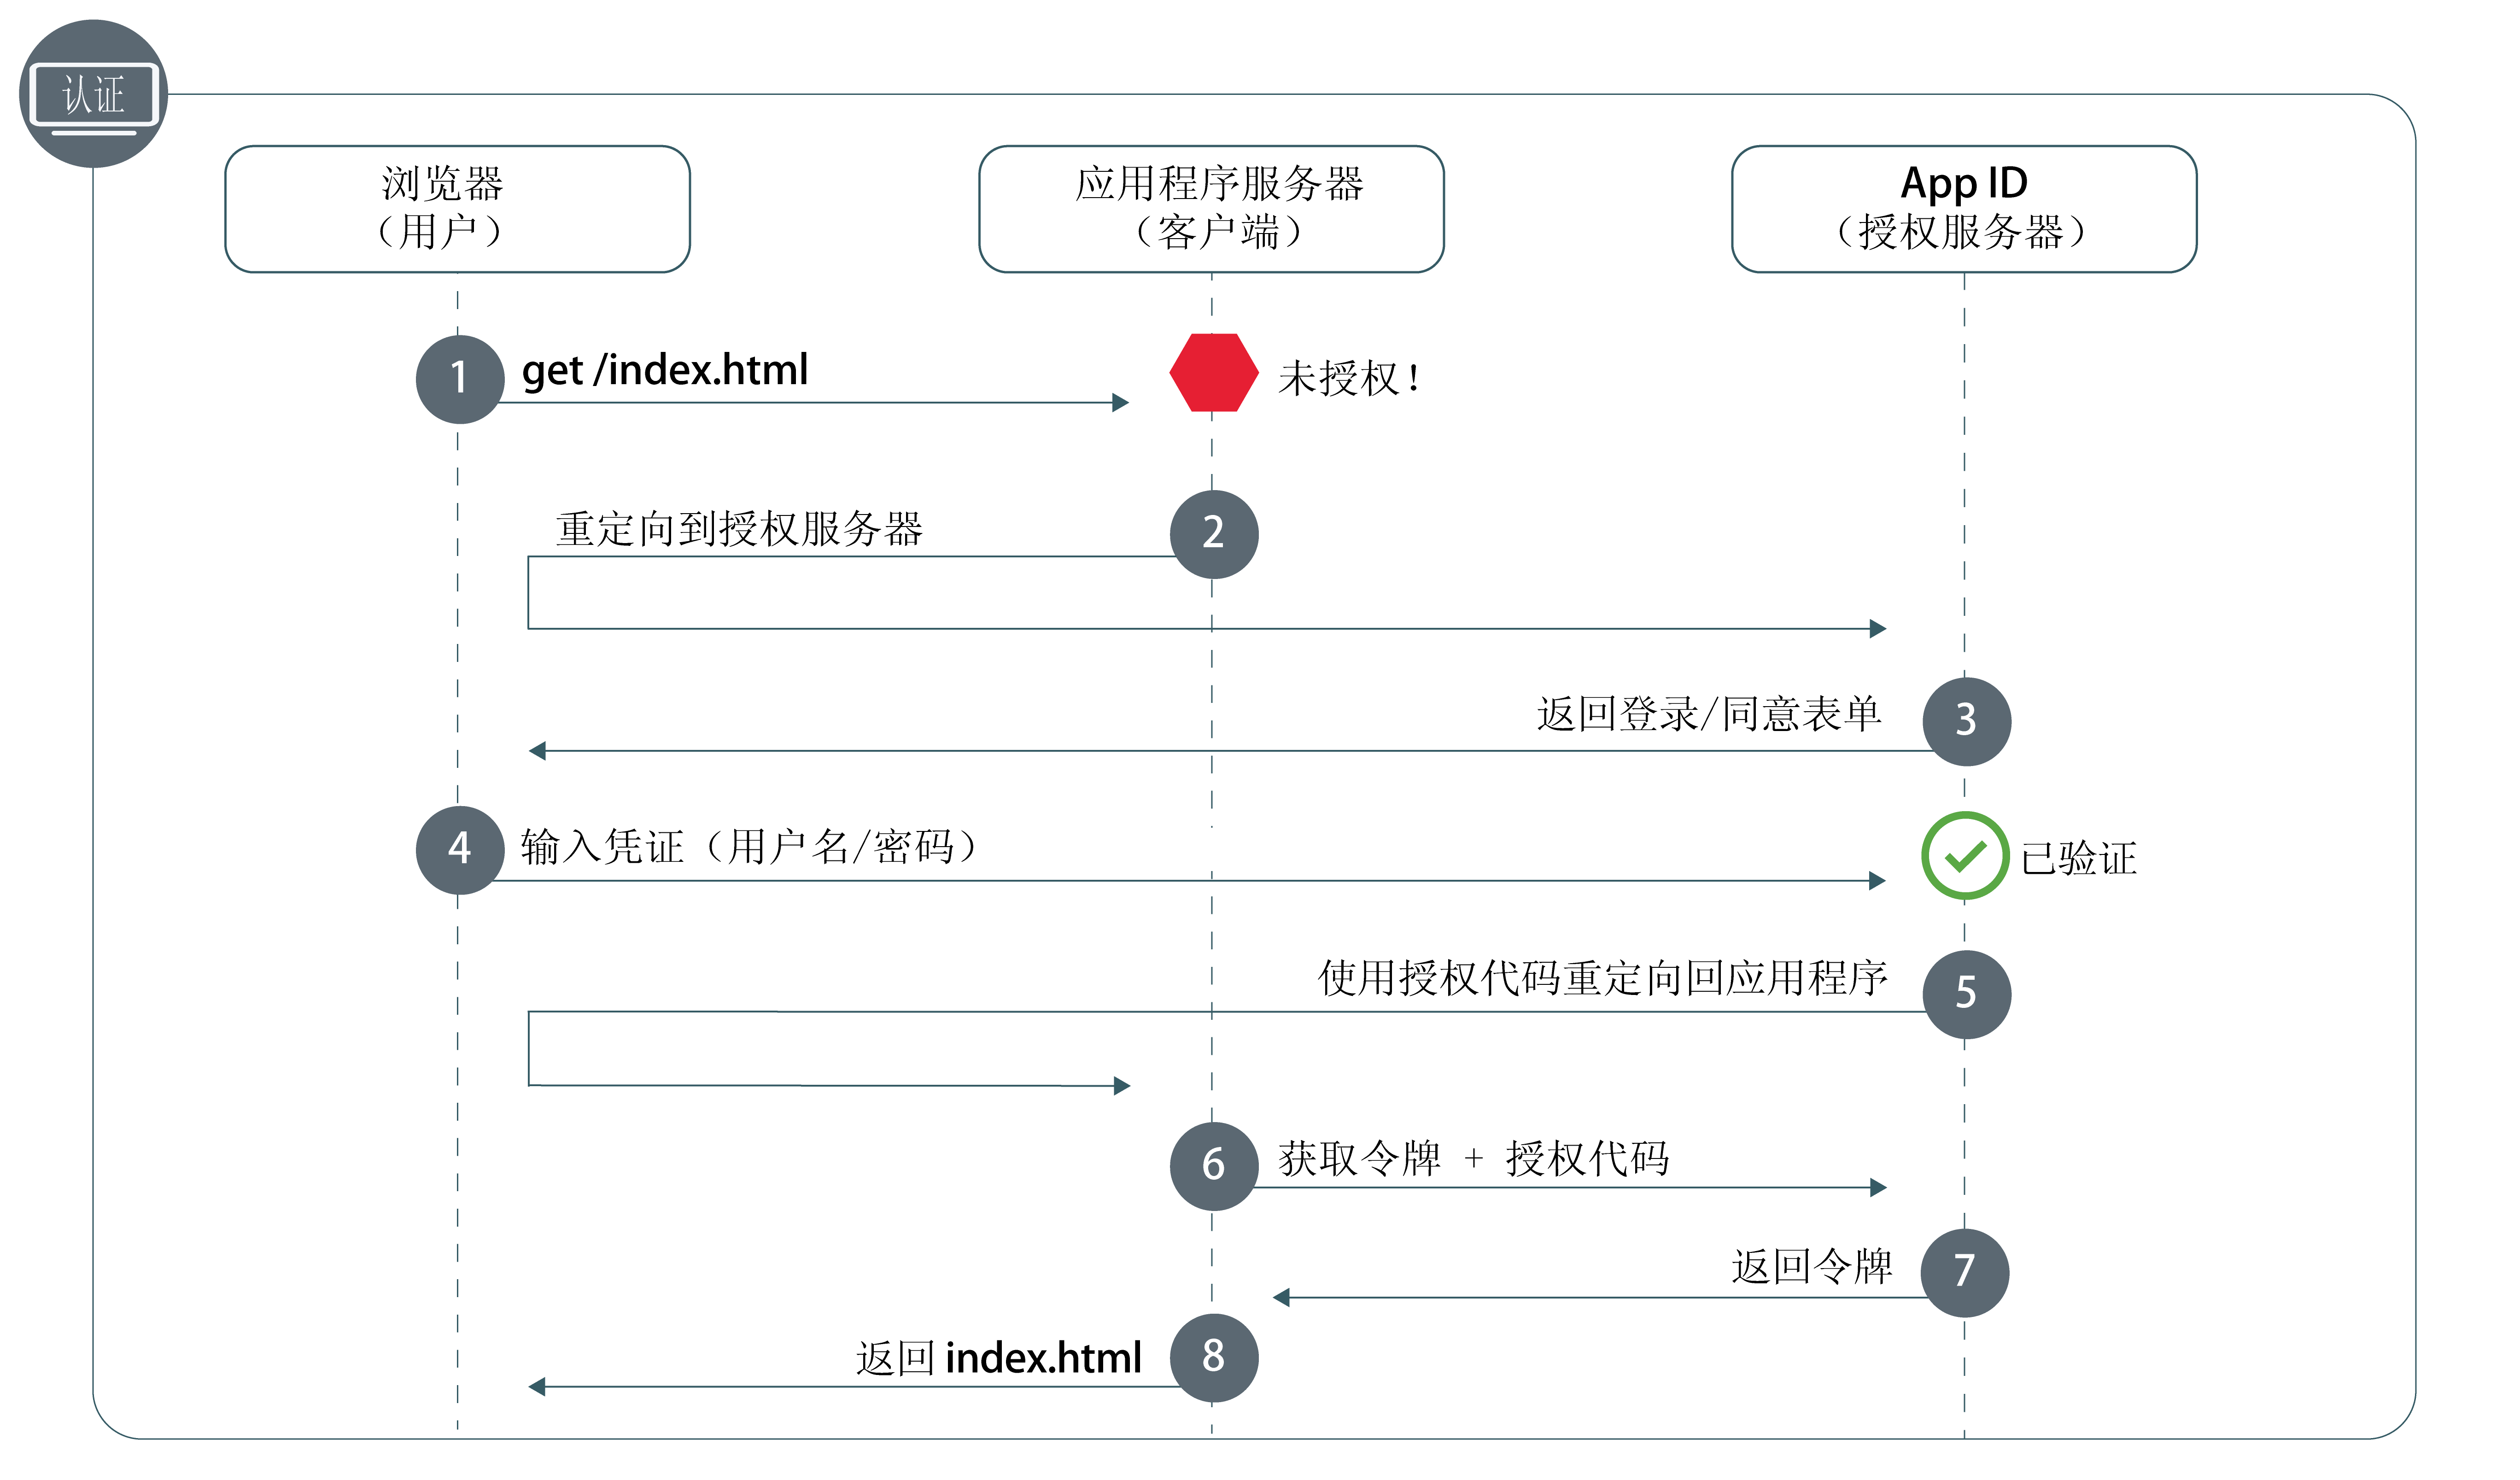 认证
浏览器
（用户）
应用程序服务器
（客户端）
App ID
（授权服务器）
1
get /index.html
未授权！
重定向到授权服务器
2
返回登录/同意表单
3
4
输入凭证（用户名/密码）
已验证
使用授权代码重定向回应用程序
5
6
获取令牌 + 授权代码
返回令牌
7
返回 index.html
8